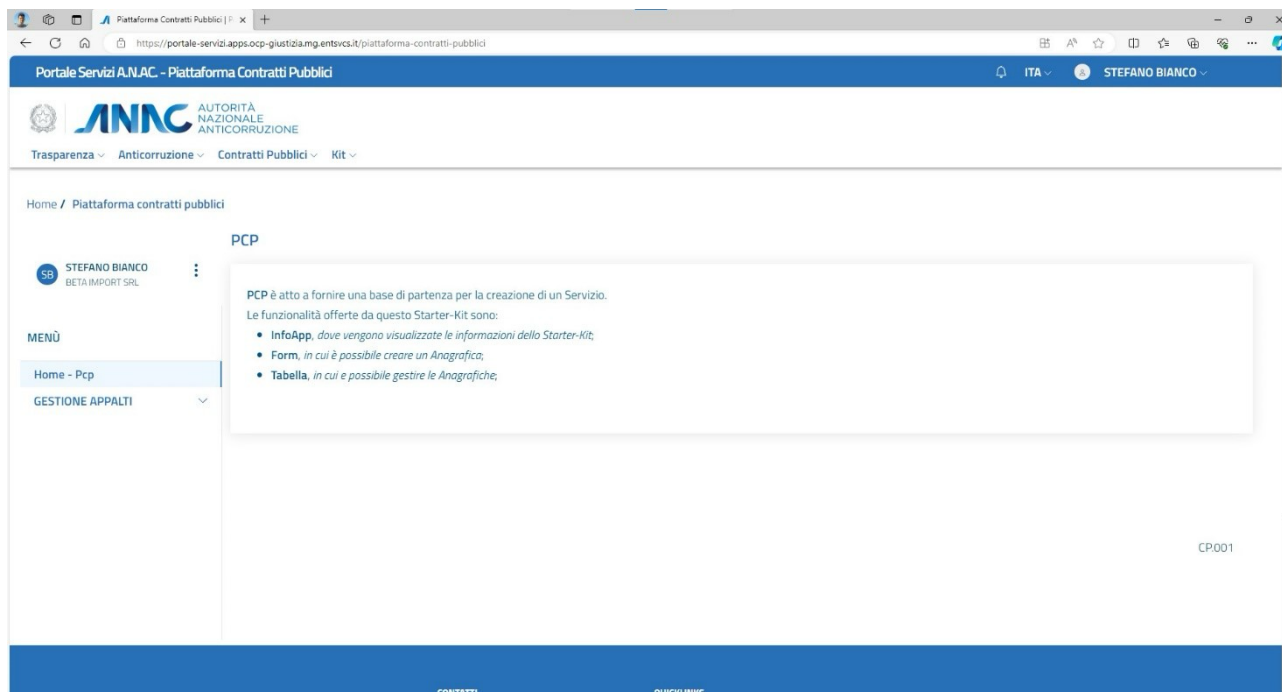 Piattaforma Contratti Pubblici | P
https://portale-servizi.apps.ocp-giustizia.mg.entsvcs.it/piattaforma-contratti-pubblici
Portale Servizi A.N.AC. - Piattaforma Contratti Pubblici
ITA
STEFANO BIANCO
ANAC
AUTORITÀ
NAZIONALE
ANTICORRUZIONE
Trasparenza Anticorruzione Contratti Pubblici Kit
Home / Piattaforma contratti pubblici
PCP
SB
STEFANO BIANCO
BETA IMPORT SRL
PCP è atto a fornire una base di partenza per la creazione di un Servizio.
Le funzionalità offerte da questo Starter-Kit sono:
• InfoApp, dove vengono visualizzate le informazioni dello Starter-Kit;
• Form, in cui è possibile creare un Anagrafica;
• Tabella, in cui e possibile gestire le Anagrafiche;
MENÙ
Home - Pcp
GESTIONE APPALTI
CP.001
CONTATTI
QUICKLINKS